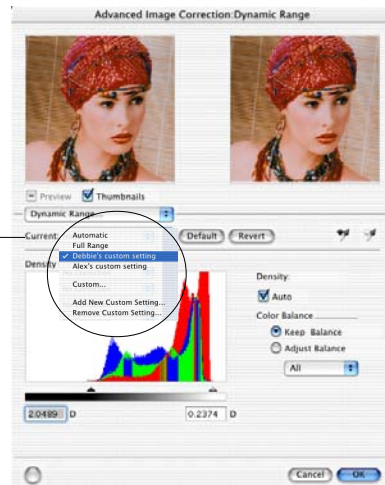 Advanced Image Correction:Dynamic Range
Preview Thumbnails
Dynamic Range...
Current:
Automatic
Full Range
Debbie's custom setting
Alex's custom setting
Custom...
Add New Custom Setting...
Remove Custom Setting...
Default Revert
Density
Density:
Auto
Color Balance
Keep Balance
Adjust Balance
All
2.0489 D 0.2374 D
Cancel OK